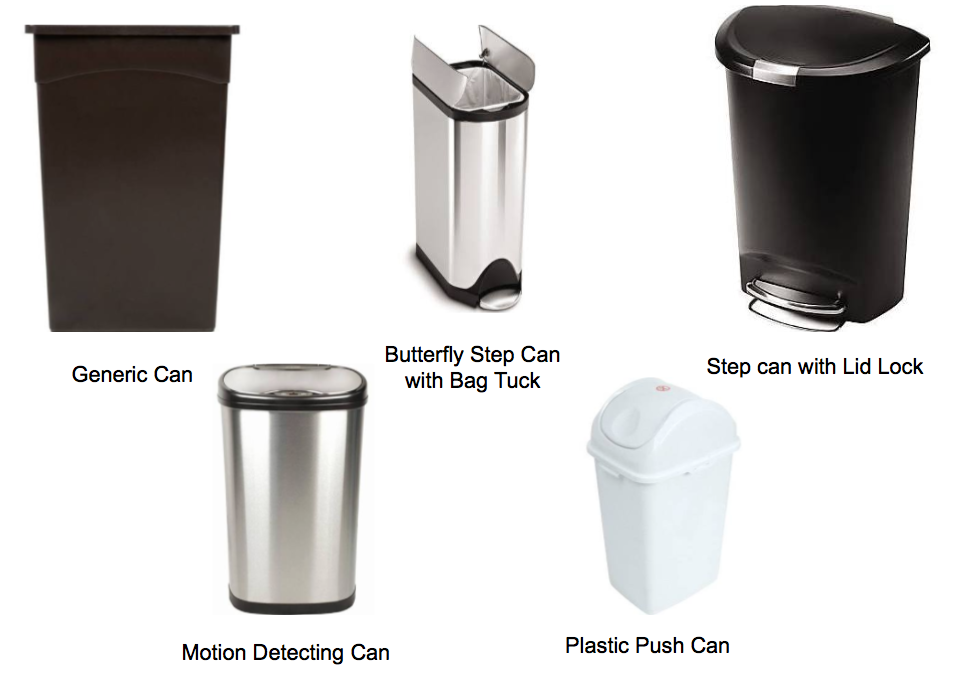 Generic Can
Butterfly Step Can
with Bag Tuck
Step can with Lid Lock
Motion Detecting Can
Plastic Push Can